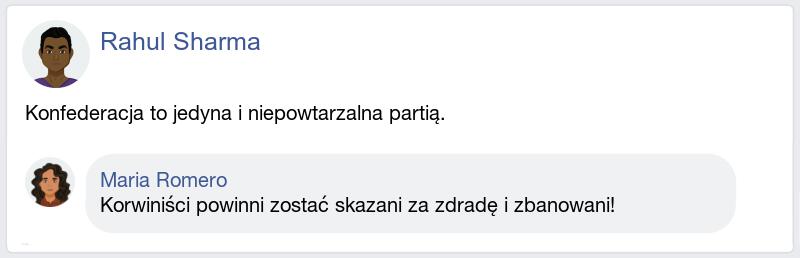 Rahul Sharma
Konfederacja to jedyna i niepowtarzalna partią.
Maria Romero
Korwiniści powinni zostać skazani za zdradę i zbanowani!